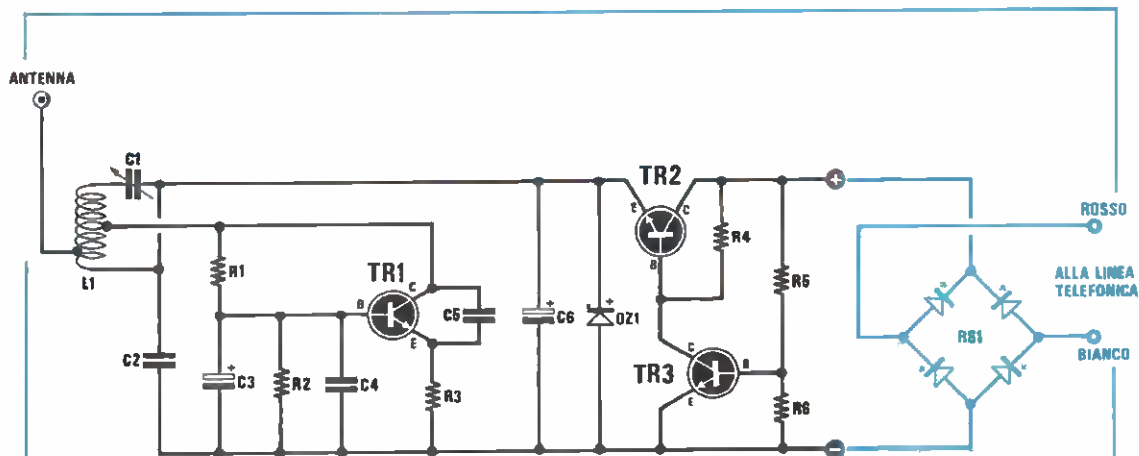 ANTENNA
C1
TR2
E
C
B
R4
ROSSO
E1
R1
C
TR1
B
C5
C6
DZ1
R5
ALLA LINEA
TELEFONICA
RS1
E
C
B
TR3
BIANCO
C2
C3
R2
C4
R3
E
R6
+
-